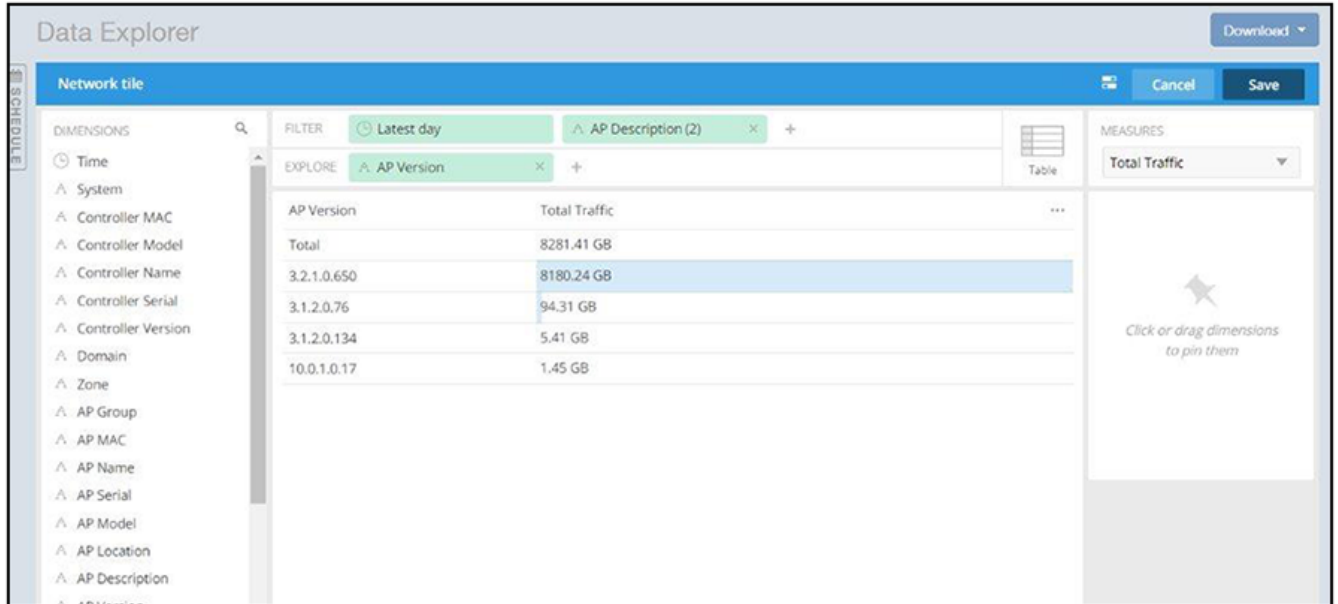 Data Explorer
Download
SCHEDULE
Network tile
Cancel
Save
DIMENSIONS
Time
System
Controller MAC
Controller Model
Controller Name
Controller Serial
Controller Version
Domain
Zone
AP Group
AP MAC
AP Name
AP Serial
AP Model
AP Location
AP Description
FILTER Latest day AP Description (2) × +
EXPLORE AP Version × +
Table
AP Version Total Traffic ...
Total 8281.41 GB
3.2.1.0.650 8180.24 GB
3.1.2.0.76 94.31 GB
3.1.2.0.134 5.41 GB
10.0.1.0.17 1.45 GB
MEASURES
Total Traffic
Click or drag dimensions
to pin them